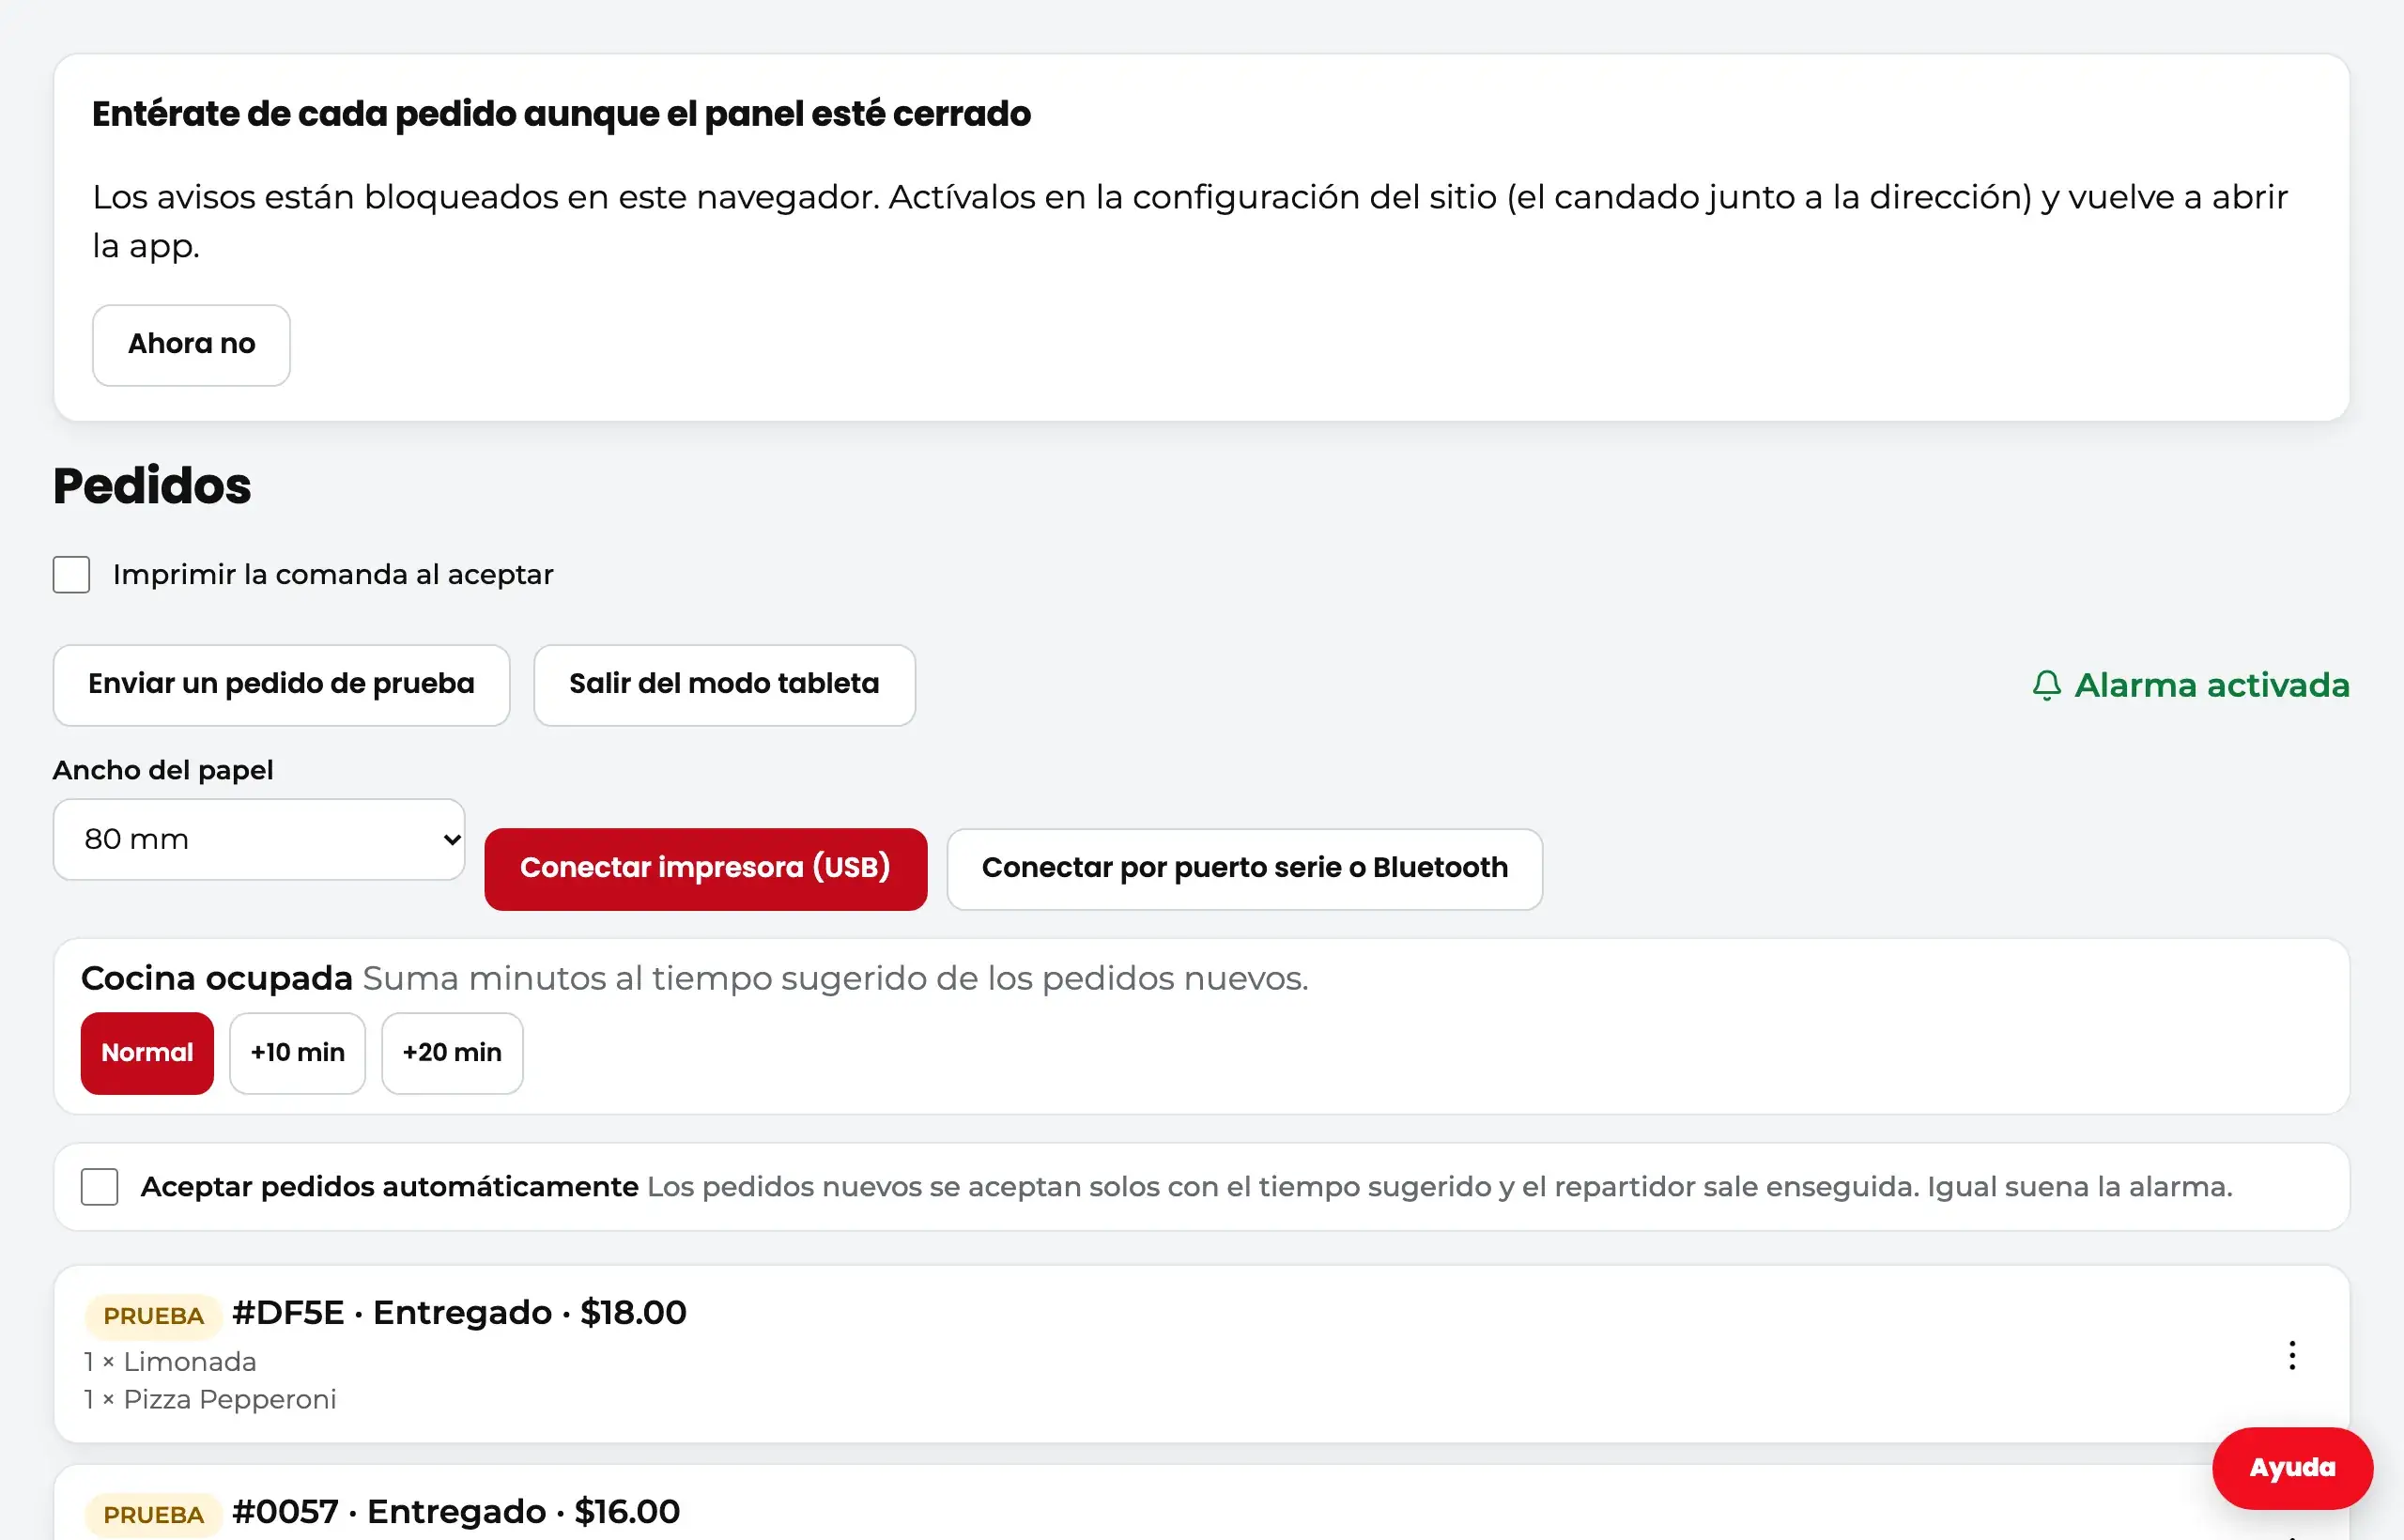 Entérate de cada pedido aunque el panel esté cerrado
Los avisos están bloqueados en este navegador. Actívalos en la configuración del sitio (el candado junto a la dirección) y vuelve a abrir
la app.
Ahora no
Pedidos
Imprimir la comanda al aceptar
Enviar un pedido de prueba
Salir del modo tableta
Alarma activada
Ancho del papel
80 mm
Conectar impresora (USB)
Conectar por puerto serie o Bluetooth
Cocina ocupada Suma minutos al tiempo sugerido de los pedidos nuevos.
Normal
+10 min
+20 min
Aceptar pedidos automáticamente Los pedidos nuevos se aceptan solos con el tiempo sugerido y el repartidor sale enseguida. Igual suena la alarma.
PRUEBA #DF5E · Entregado · $18.00
1 × Limonada
1 × Pizza Pepperoni
Ayuda
PRUEBA #0057 · Entregado · $16.00